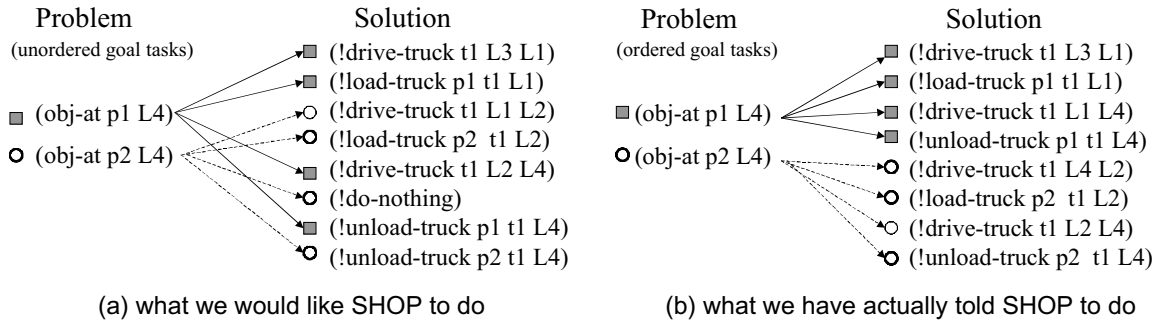 Problem
(unordered goal tasks)
(obj-at p1 L4)
(obj-at p2 L4)
Solution
(!drive-truck t1 L3 L1)
(!load-truck p1 t1 L1)
(!drive-truck t1 L1 L2)
(!load-truck p2 t1 L2)
(!drive-truck t1 L2 L4)
(!do-nothing)
(!unload-truck p1 t1 L4)
(!unload-truck p2 t1 L4)
(a) what we would like SHOP to do
Problem
(ordered goal tasks)
(obj-at p1 L4)
(obj-at p2 L4)
Solution
(!drive-truck t1 L3 L1)
(!load-truck p1 t1 L1)
(!drive-truck t1 L1 L4)
(!unload-truck p1 t1 L4)
(!drive-truck t1 L4 L2)
(!load-truck p2 t1 L2)
(!drive-truck t1 L2 L4)
(!unload-truck p2 t1 L4)
(b) what we have actually told SHOP to do